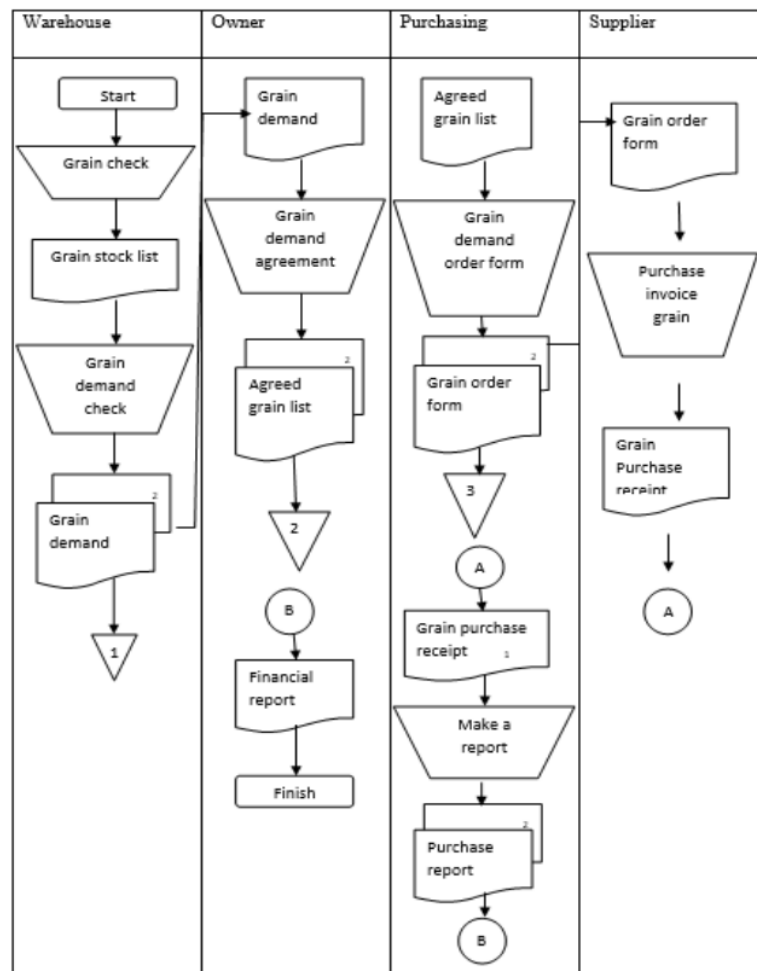 Warehouse
Owner
Purchasing
Supplier
Start
Grain check
Grain stock list
Grain
demand
check
2
Grain
demand
1
Grain
demand
Grain
demand
agreement
2
Agreed
grain list
2
B
Financial
report
Finish
Agreed
grain list
Grain
demand
order form
2
Grain order
form
3
A
Grain purchase
receipt 1
Make a
report
2
Purchase
report
B
Grain order
form
Purchase
invoice
grain
Grain
Purchase
receipt
A